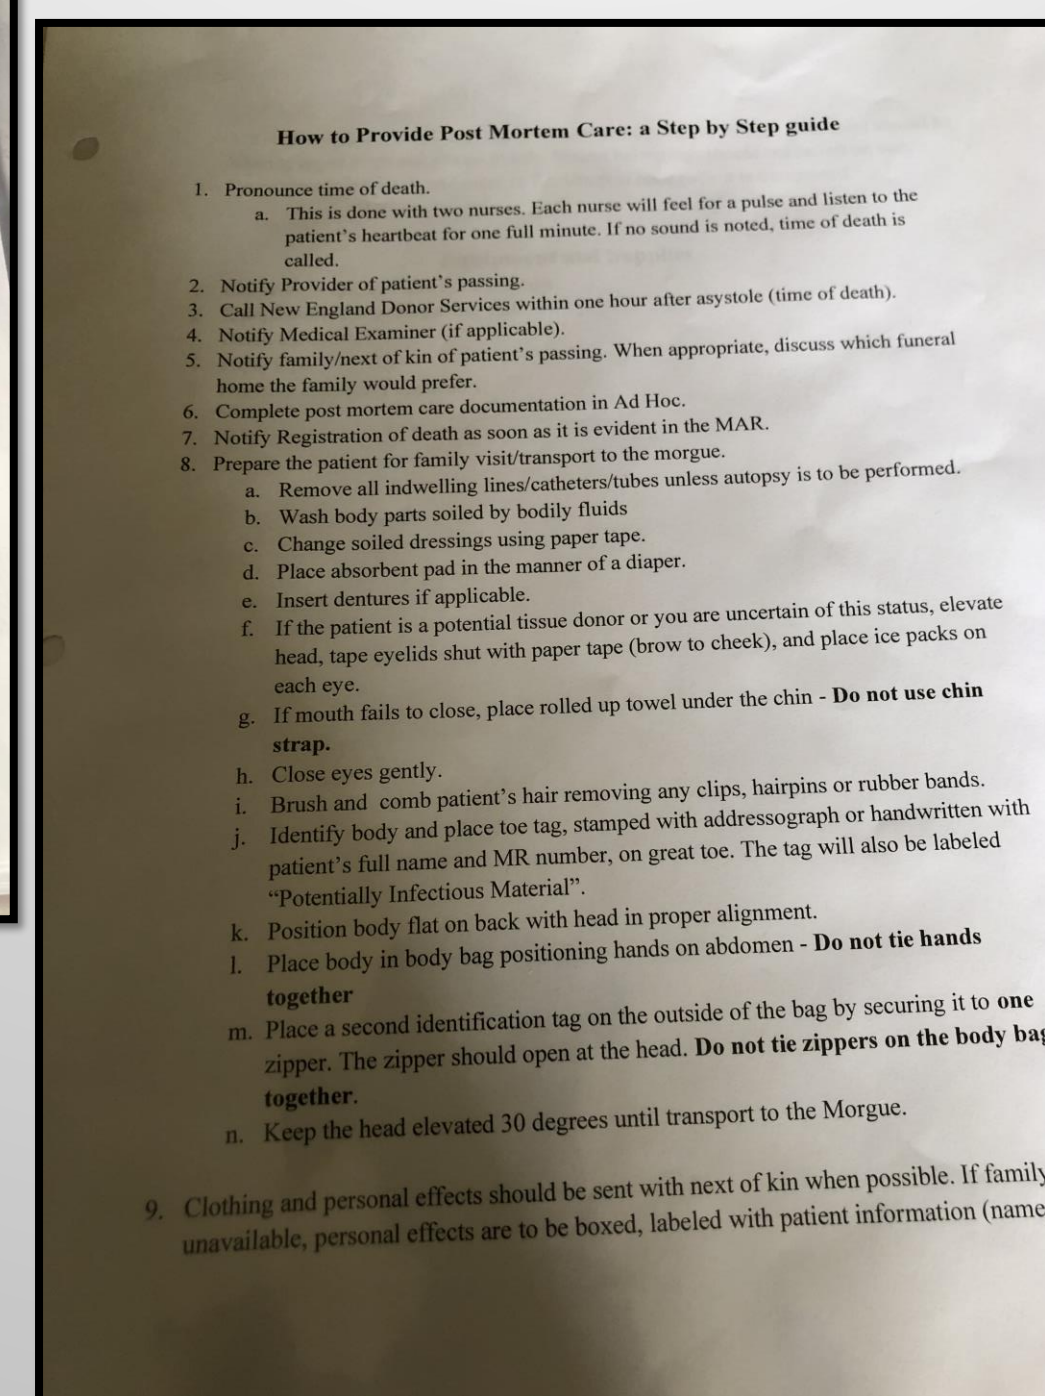 How to Provide Post Mortem Care: a Step by Step guide
1. Pronounce time of death.
a. This is done with two nurses. Each nurse will feel for a pulse and listen to the
patient's heartbeat for one full minute. If no sound is noted, time of death is
called.
2. Notify Provider of patient's passing.
3. Call New England Donor Services within one hour after asystole (time of death).
4. Notify Medical Examiner (if applicable).
5. Notify family/next of kin of patient's passing. When appropriate, discuss which funeral
home the family would prefer.
6. Complete post mortem care documentation in Ad Hoc.
7. Notify Registration of death as soon as it is evident in the MAR.
8. Prepare the patient for family visit/transport to the morgue.
a. Remove all indwelling lines/catheters/tubes unless autopsy is to be performed.
b. Wash body parts soiled by bodily fluids
c. Change soiled dressings using paper tape.
d. Place absorbent pad in the manner of a diaper.
e. Insert dentures if applicable.
f. If the patient is a potential tissue donor or you are uncertain of this status, elevate
head, tape eyelids shut with paper tape (brow to cheek), and place ice packs on
each eye.
g. If mouth fails to close, place rolled up towel under the chin - Do not use chin
strap.
h. Close eyes gently.
i. Brush and comb patient's hair removing any clips, hairpins or rubber bands.
j. Identify body and place toe tag, stamped with addressograph or handwritten with
patient's full name and MR number, on great toe. The tag will also be labeled
“Potentially Infectious Material”.
k. Position body flat on back with head in proper alignment.
l. Place body in body bag positioning hands on abdomen - Do not tie hands
together
m. Place a second identification tag on the outside of the bag by securing it to one
zipper. The zipper should open at the head. Do not tie zippers on the body bag
together.
n. Keep the head elevated 30 degrees until transport to the Morgue.
9. Clothing and personal effects should be sent with next of kin when possible. If family
unavailable, personal effects are to be boxed, labeled with patient information (name